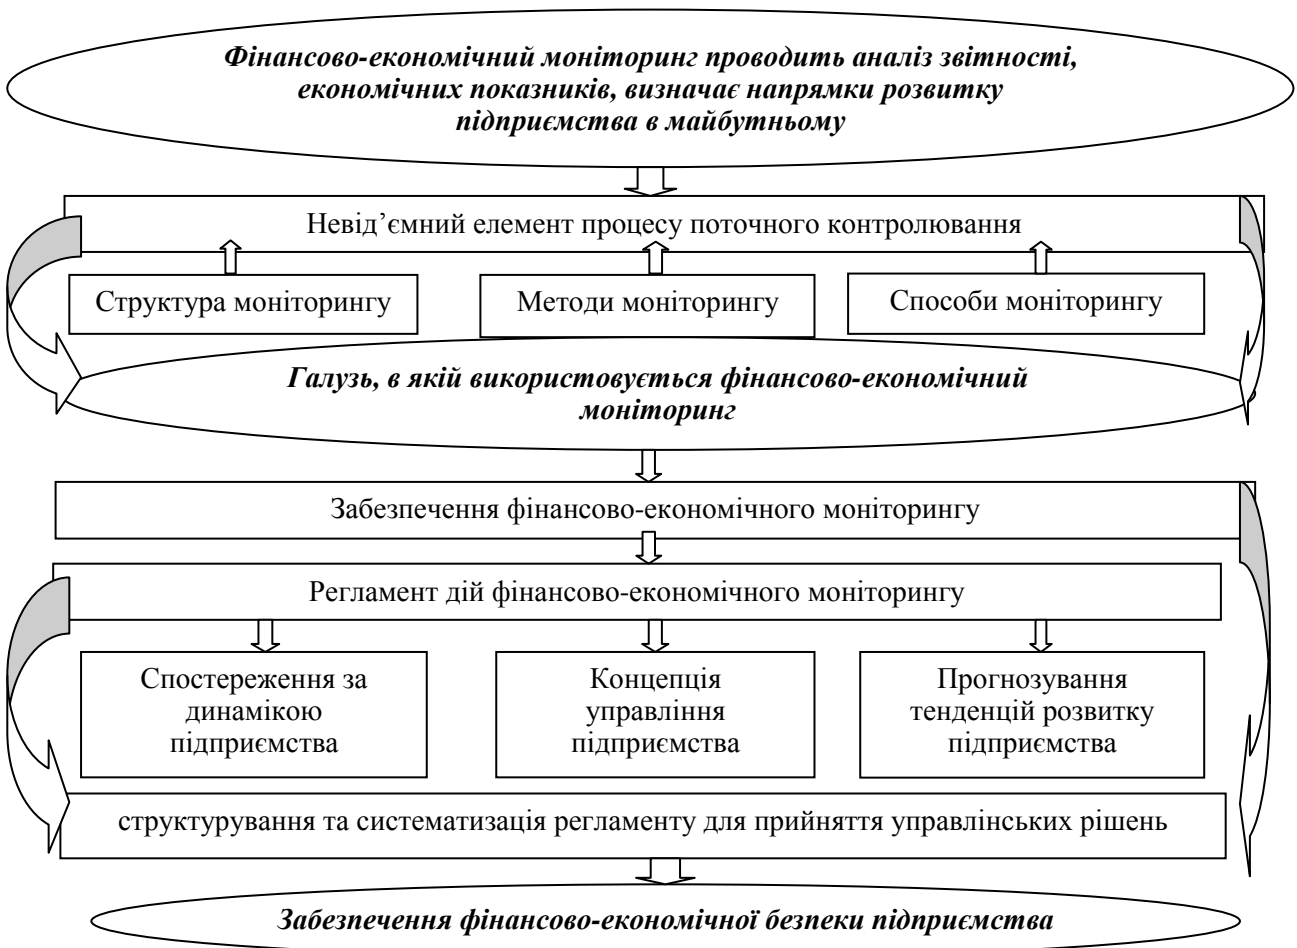 Фінансово-економічний моніторинг проводить аналіз звітності,
економічних показників, визначає напрямки розвитку
підприємства в майбутньому
Невід’ємний елемент процесу поточного контролювання
Структура моніторингу
Методи моніторингу
Способи моніторингу
Галузь, в якій використовується фінансово-економічний
моніторинг
Забезпечення фінансово-економічного моніторингу
Регламент дій фінансово-економічного моніторингу
Спостереження за
динамікою
підприємства
Концепція
управління
підприємства
Прогнозування
тенденцій розвитку
підприємства
структурування та систематизація регламенту для прийняття управлінських рішень
Забезпечення фінансово-економічної безпеки підприємства